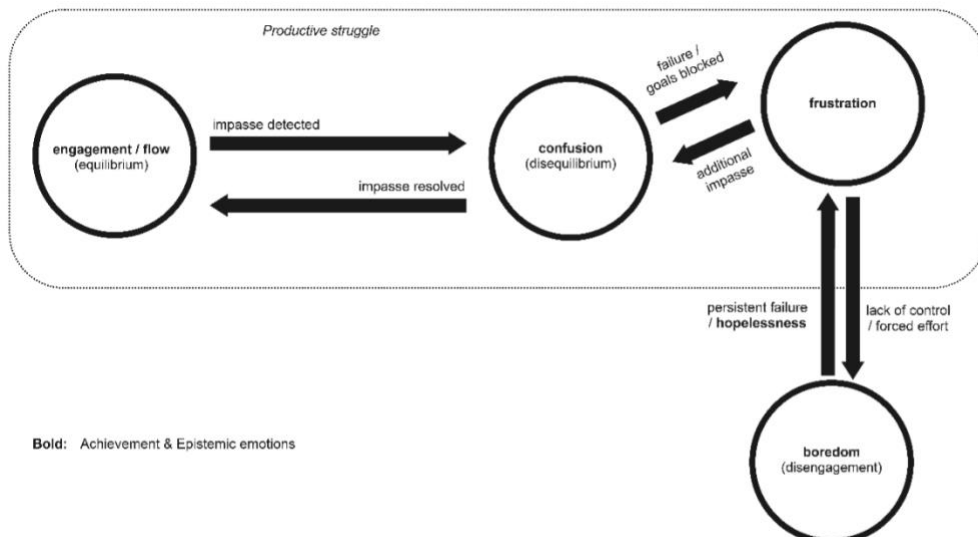 Productive struggle
engagement / flow
(equilibrium)
impasse detected
impasse resolved
confusion
(disequilibrium)
failure /
goals blocked
additional
impasse
frustration
persistent failure
/ hopelessness
lack of control
/ forced effort
boredom
(disengagement)
Bold: Achievement & Epistemic emotions